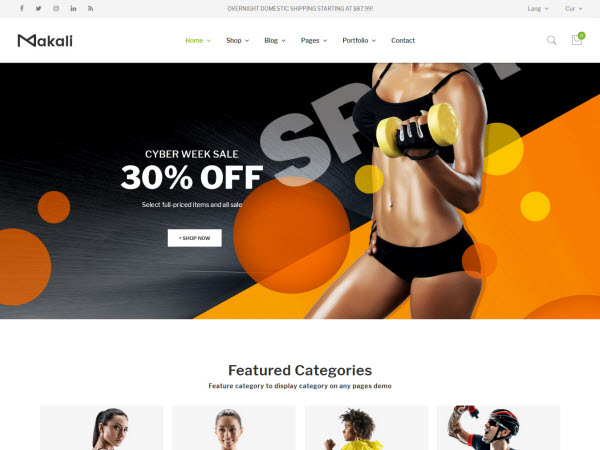 OVERNIGHT DOMESTIC SHIPPING STARTING AT $87.99!
Lang
Cur
Makali
Home
Shop
Blog
Pages
Portfolio
Contact
0
CYBER WEEK SALE
30% OFF
Select full-priced items and all sale
+ SHOP NOW
Featured Categories
Feature category to display category on any pages demo